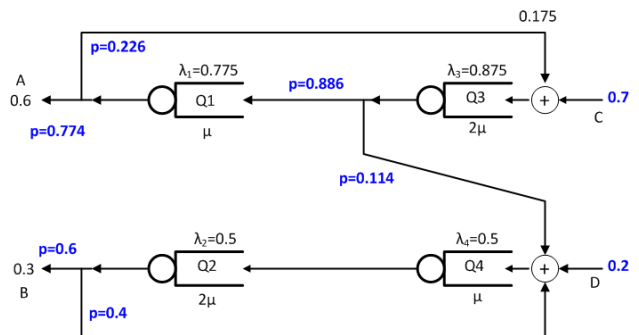 0.175
p=0.226
A
λ₁=0.775
λ₃=0.875
p=0.886
0.6
Q1
Q3
+
0.7
p=0.774
μ
2μ
C
p=0.114
p=0.6
λ₂=0.5
λ₄=0.5
0.3
Q2
Q4
+
0.2
B
2μ
μ
D
p=0.4